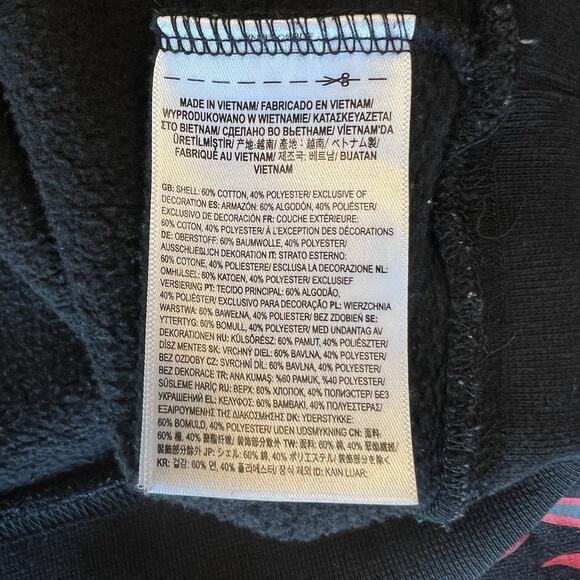 MADE IN VIETNAM/ FABRICADO EN VIETNAM/
WYPRODUKOWANO W WIETNAMIE/ ΚΑΤΑΣΚΕΥΑΖΕΤΑΙ
ΣΤΟ ΒΙΕΤΝΑΜ/ СДЕЛАНО ВО ВЬЕТНАМЕ/ VİETNAM'DA
ÜRETİLMİŞTİR/ 产地:越南/ 產地:越南/ ベトナム製/
FABRIQUÉ AU VIETNAM/ 제조국: 베트남/ BUATAN
VIETNAM
GB: SHELL: 60% COTTON, 40% POLYESTER/ EXCLUSIVE OF
DECORATION ES: ARMAZÓN: 60% ALGODÓN, 40% POLIÉSTER/
EXCLUSIVO DE DECORACIÓN FR: COUCHE EXTÉRIEURE:
60% COTON, 40% POLYESTER/ À L'EXCEPTION DES DÉCORATIONS
DE: OBERSTOFF: 60% BAUMWOLLE, 40% POLYESTER/
AUSSCHLIEẞLICH DEKORATION IT: STRATO ESTERNO:
60% COTONE, 40% POLIESTERE/ ESCLUSA LA DECORAZIONE NL:
OMHULSEL: 60% KATOEN, 40% POLYESTER/ EXCLUSIEF
VERSIERING PT: TECIDO PRINCIPAL: 60% ALGODÃO,
40% POLIÉSTER/ EXCLUSIVO PARA DECORAÇÃO PL: WIERZCHNIA
WARSTWA: 60% BAWEŁNA, 40% POLIESTER/ BEZ OZDÓB SE:
YTTERTYG: 60% BOMULL, 40% POLYESTER/ MED UNDANTAG AV
DEKORATIONEN HU: KÜLSŐRÉSZ: 60% PAMUT, 40% POLIÉSZTER/
DÍSZ MENTES SK: VRCHNÝ DIEL: 60% BAVLNA, 40% POLYESTER/
BEZ OZDOBY CZ: SVRCHNÍ DÍL: 60% BAVLNA, 40% POLYESTER/
BEZ DEKORACE TR: ANA KUMAŞ: %60 PAMUK, %40 POLYESTER/
SÜSLEME HARİÇ RU: ВЕРХ: 60% ХЛОПОК, 40% ПОЛИЭСТЕР/ БЕЗ
УКРАШЕНИЙ EL: ΚΕΛΥΦΟΣ: 60% ΒΑΜΒΑΚΙ, 40% ΠΟΛΥΕΣΤΕΡΑΣ/
ΕΞΑΙΡΟΥΜΕΝΗΣ ΤΗΣ ΔΙΑΚΟΣΜΗΣΗΣ DK: YDERSTYKKE:
60% BOMULD, 40% POLYESTER/ UDEN UDSMYKNING CN: 面料:
60% 棉, 40% 聚酯纤维/ 装饰部分除外 TW: 面料: 60% 綿, 40% 聚酯纖維/
裝飾部分除外 JP: シェル: 60% 綿, 40% ポリエステル/ 装飾部分を除く
KR: 겉감: 60% 면, 40% 폴리에스터/ 장식 제외 ID: KAIN LUAR: